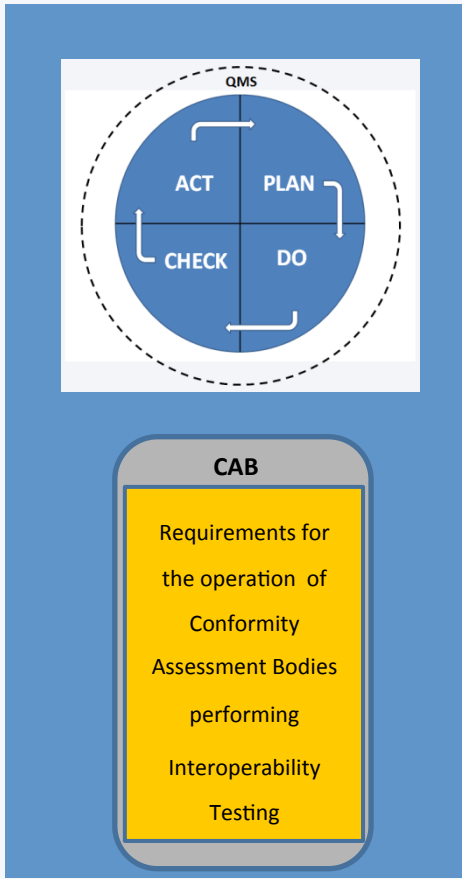 QMS
ACT
PLAN
CHECK
DO
CAB
Requirements for
the operation of
Conformity
Assessment Bodies
performing
Interoperability
Testing